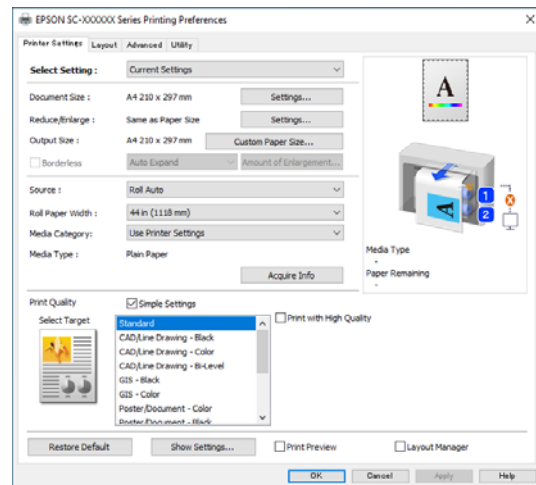 EPSON SC-XXXXXX Series Printing Preferences
Printer Settings Layout Advanced Utility
Select Setting : Current Settings
Document Size : A4 210 x 297 mm Settings...
Reduce/Enlarge : Same as Paper Size Settings...
Output Size : A4 210 x 297 mm Custom Paper Size...
Borderless Auto Expand Amount of Enlargement...
Source : Roll Auto
Roll Paper Width : 44 in (1118 mm)
Media Category: Use Printer Settings
Media Type : Plain Paper
Acquire Info
A
A
1
2
Media Type
-
Paper Remaining
-
Print Quality Simple Settings
Select Target
Standard
CAD/Line Drawing - Black
CAD/Line Drawing - Color
CAD/Line Drawing - Bi-Level
GIS - Black
GIS - Color
Poster/Document - Color
Poster/Document - Black
Print with High Quality
Restore Default Show Settings... Print Preview Layout Manager
OK Cancel Apply Help